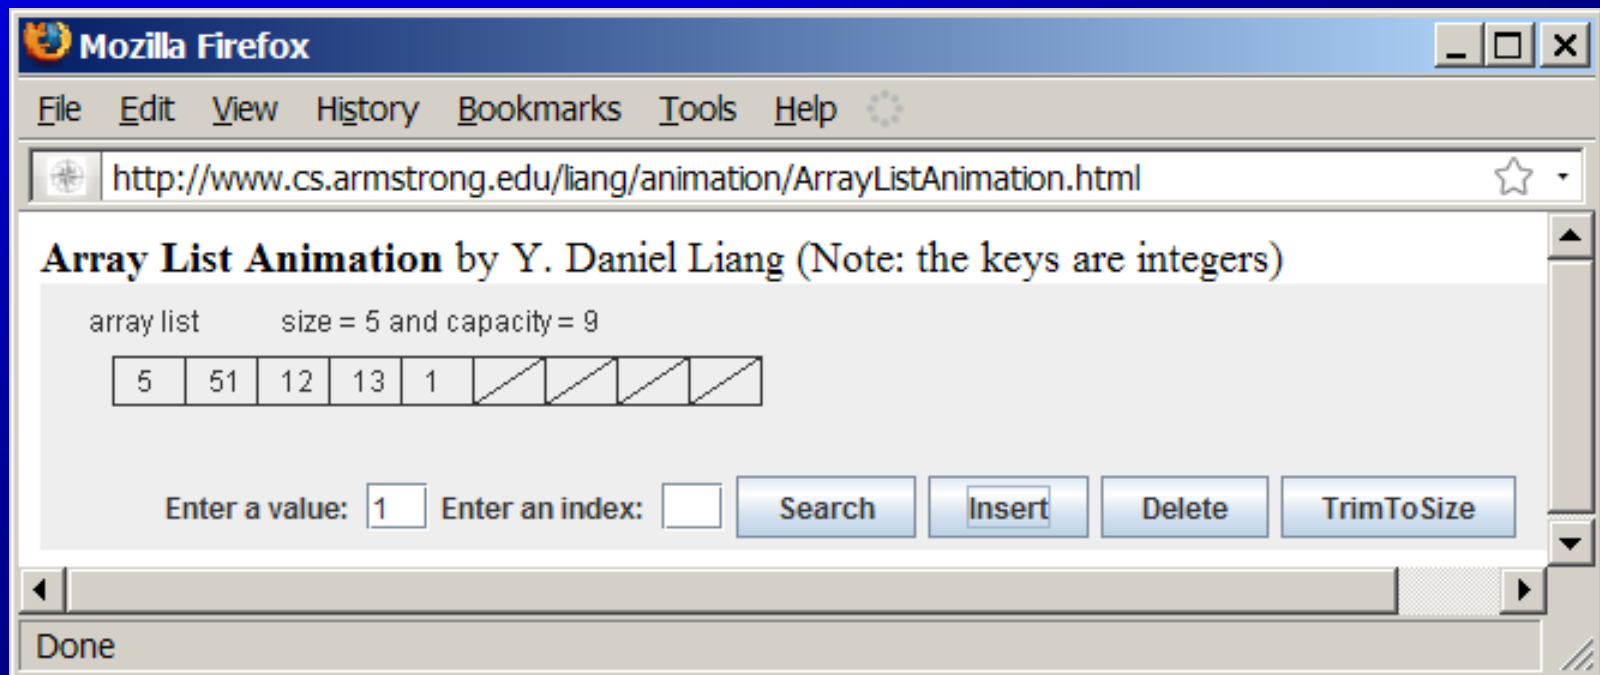 Mozilla Firefox
File Edit View History Bookmarks Tools Help
http://www.cs.armstrong.edu/liang/animation/ArrayListAnimation.html
Array List Animation by Y. Daniel Liang (Note: the keys are integers)
array list size = 5 and capacity = 9
5 51 12 13 1
Enter a value: 1 Enter an index: Search Insert Delete TrimToSize
Done